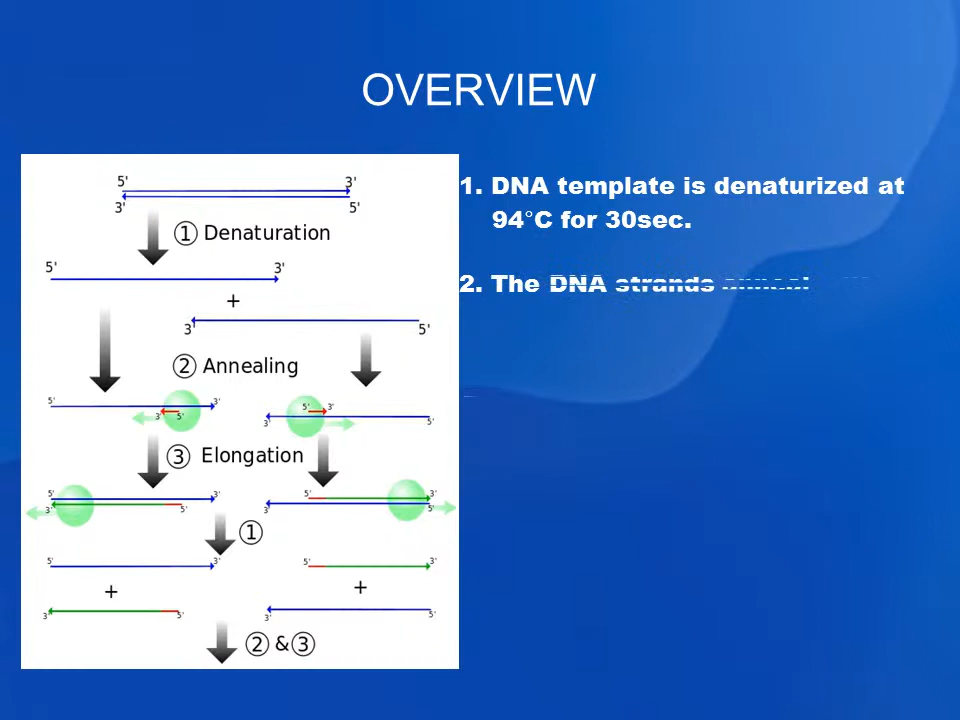 OVERVIEW
5' 3'
3' 5'
① Denaturation
5' 3'
+
3' 5'
② Annealing
5' 3'
3' 5'
5' 3'
3' 5'
③ Elongation
5' 3'
3' 5'
5' 3'
3' 5'
①
5' 3'
+
3' 5'
5' 3'
+
3' 5'
② & ③
1. DNA template is denaturized at
94°C for 30sec.
2. The DNA strands anneal